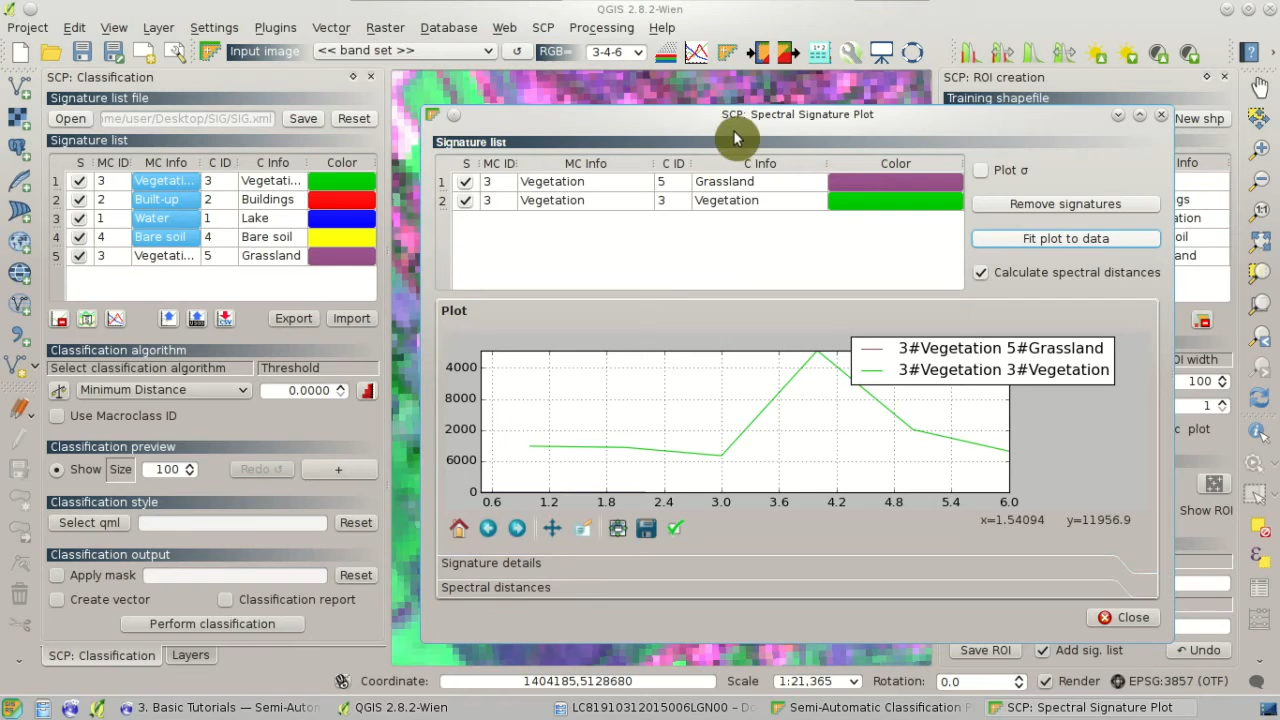 QGIS 2.8.2-Wien
Project Edit View Layer Settings Plugins Vector Raster Database Web SCP Processing Help
Input image << band set >> RGB= 3-4-6
SCP: Classification
Signature list file
Open me/user/Desktop/SIG/SIG.xml Save Reset
Signature list
S MC ID MC Info C ID C Info Color
1 3 Vegetati... 3 Vegetati...
2 2 Built-up 2 Buildings
3 1 Water 1 Lake
4 4 Bare soil 4 Bare soil
5 3 Vegetati... 5 Grassland
Export Import
Classification algorithm
Select classification algorithm Threshold
Minimum Distance 0.0000
Use Macroclass ID
Classification preview
Show Size 100 Redo +
Classification style
Select qml Reset
Classification output
Apply mask Reset
Create vector Classification report
Perform classification
SCP: Classification Layers
SCP: Spectral Signature Plot
Signature list
S MC ID MC Info C ID C Info Color
1 3 Vegetation 5 Grassland
2 3 Vegetation 3 Vegetation
Plot σ
Remove signatures
Fit plot to data
Calculate spectral distances
Plot
3#Vegetation 5#Grassland
3#Vegetation 3#Vegetation
4000
8000
2000
6000
0
0.6 1.2 1.8 2.4 3.0 3.6 4.2 4.8 5.4 6.0
x=1.54094 y=11956.9
Signature details
Spectral distances
Close
SCP: ROI creation
Training shapefile
New shp
Info
gs
ation
oil
and
OI width
100
1
c plot
Show ROI
Save ROI Add sig. list Undo
Coordinate: 1404185,5128680 Scale 1:21,365 Rotation: 0.0 Render EPSG:3857 (OTF)
3. Basic Tutorials — Semi-Auton QGIS 2.8.2-Wien LC81910312015006LGN00 – Do Semi-Automatic Classification P SCP: Spectral Signature Plot